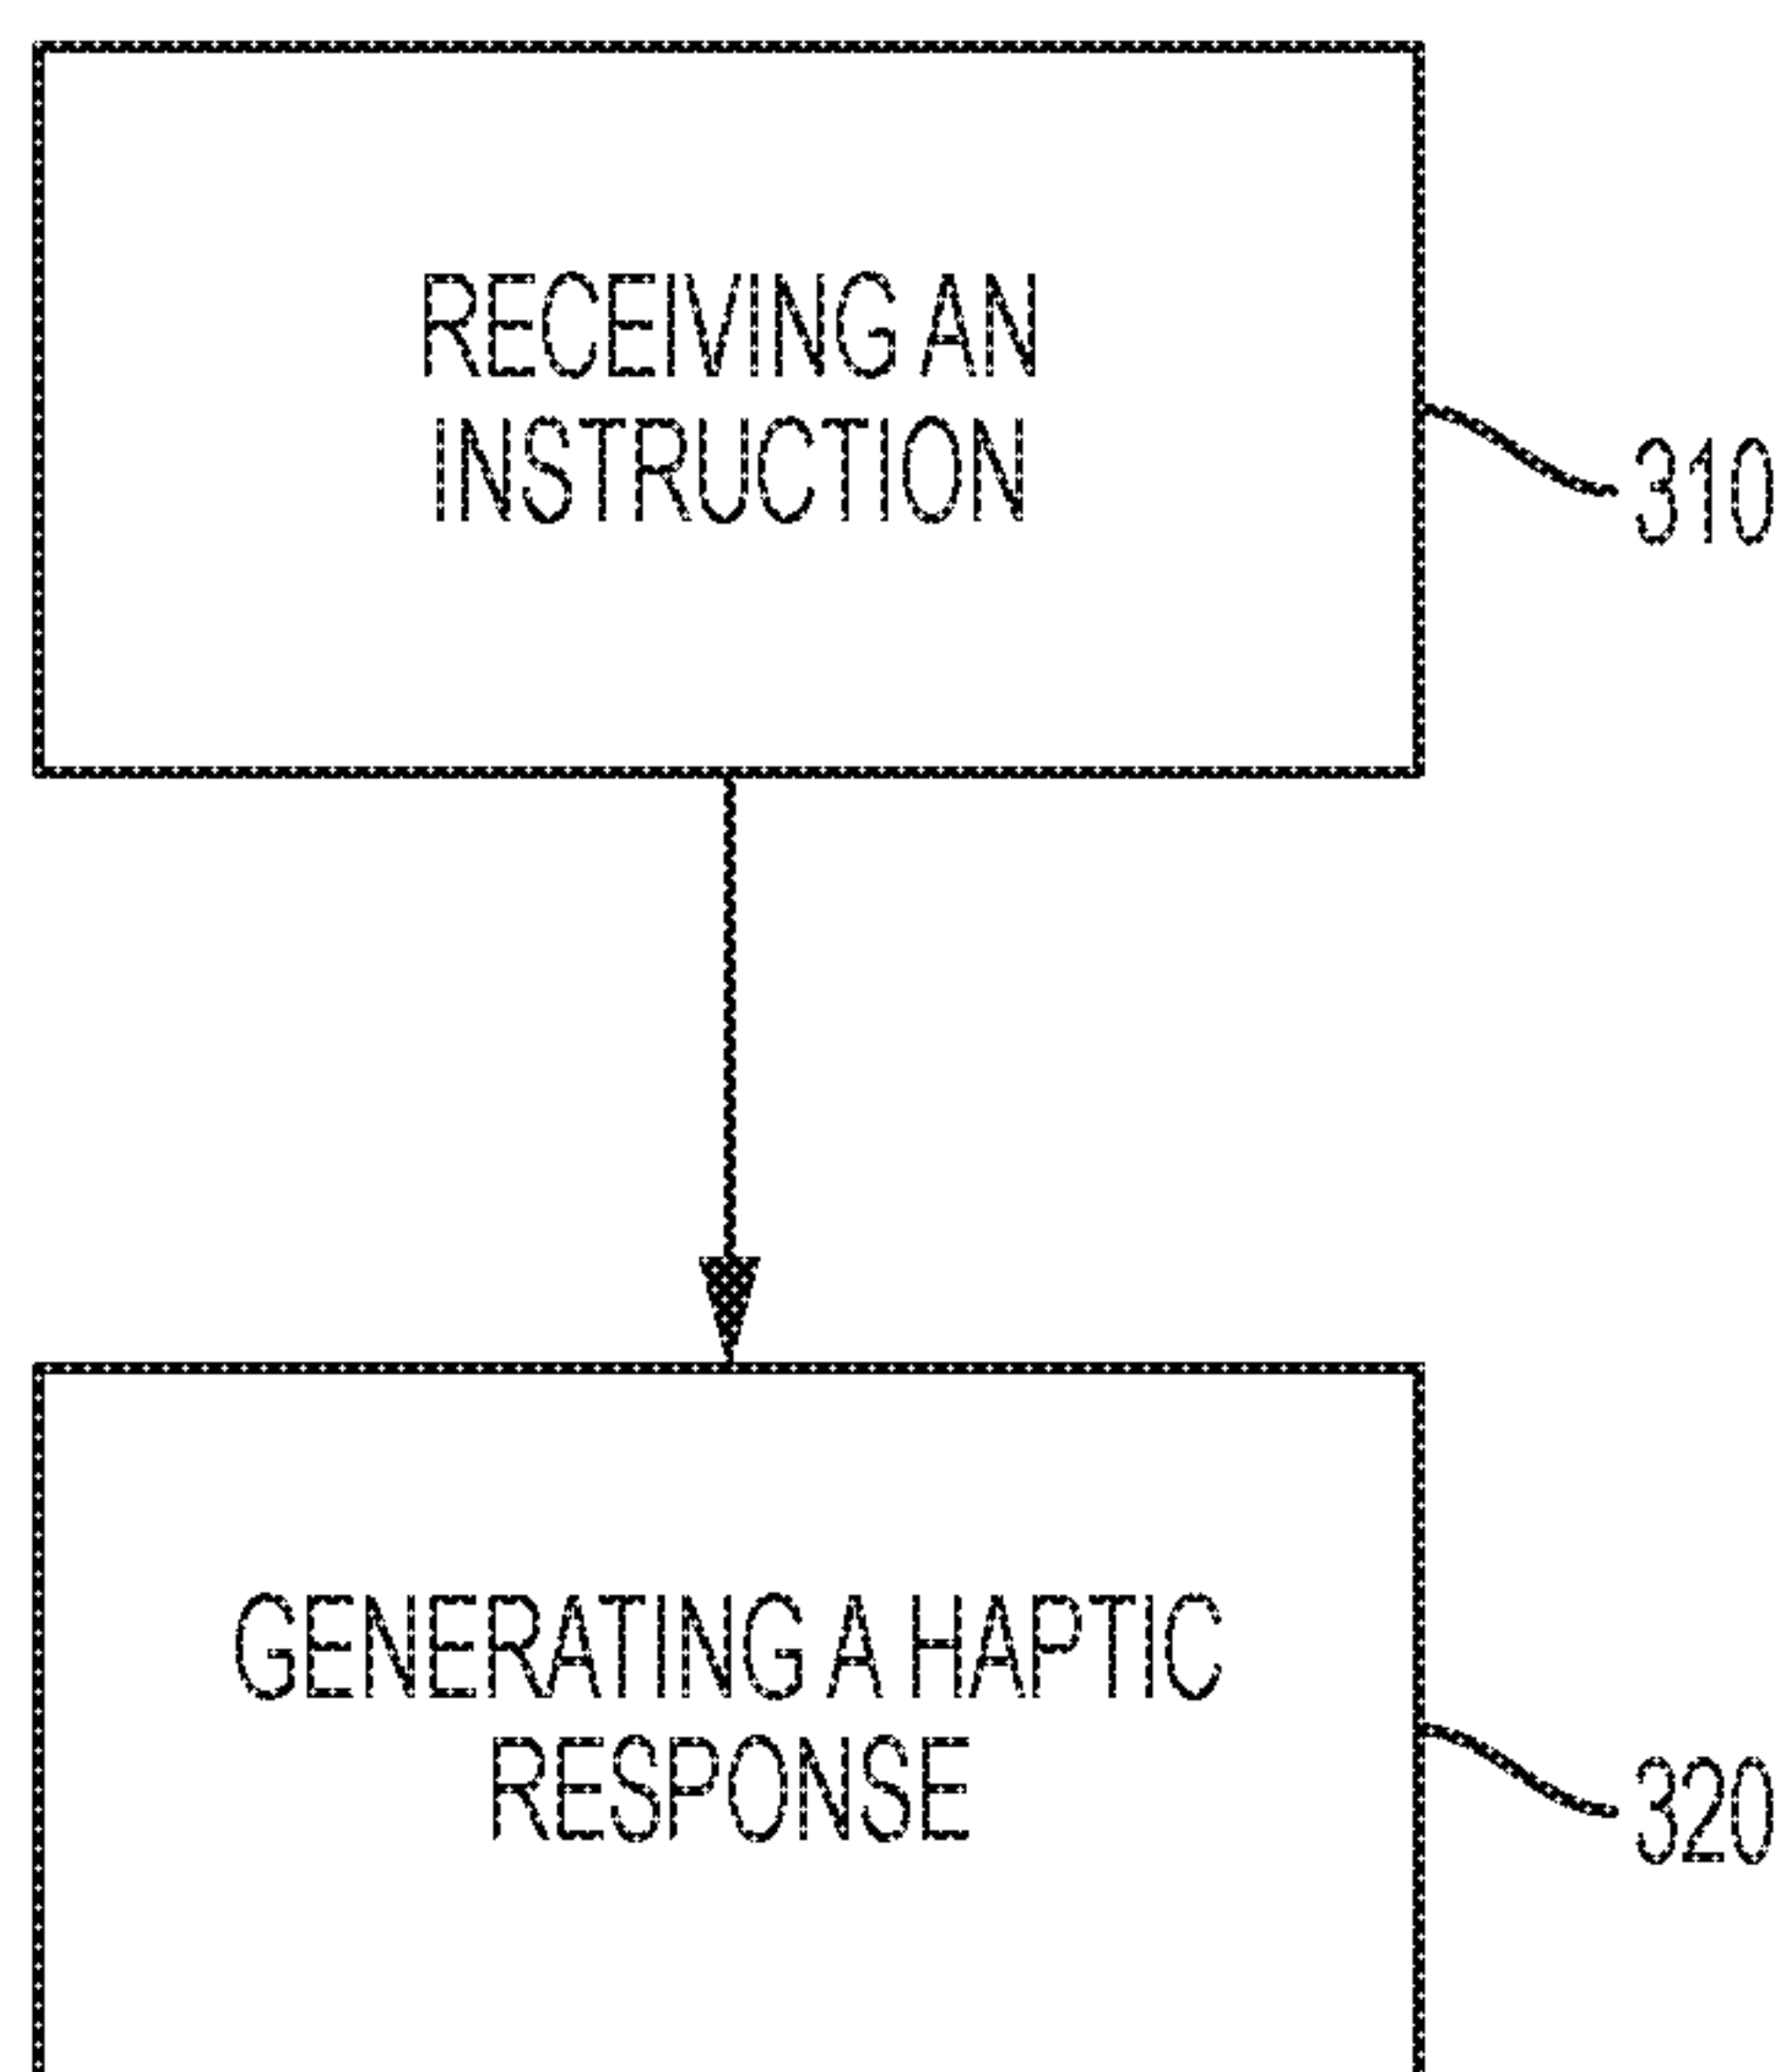 RECEIVING AN
INSTRUCTION
310
GENERATING A HAPTIC
RESPONSE
320